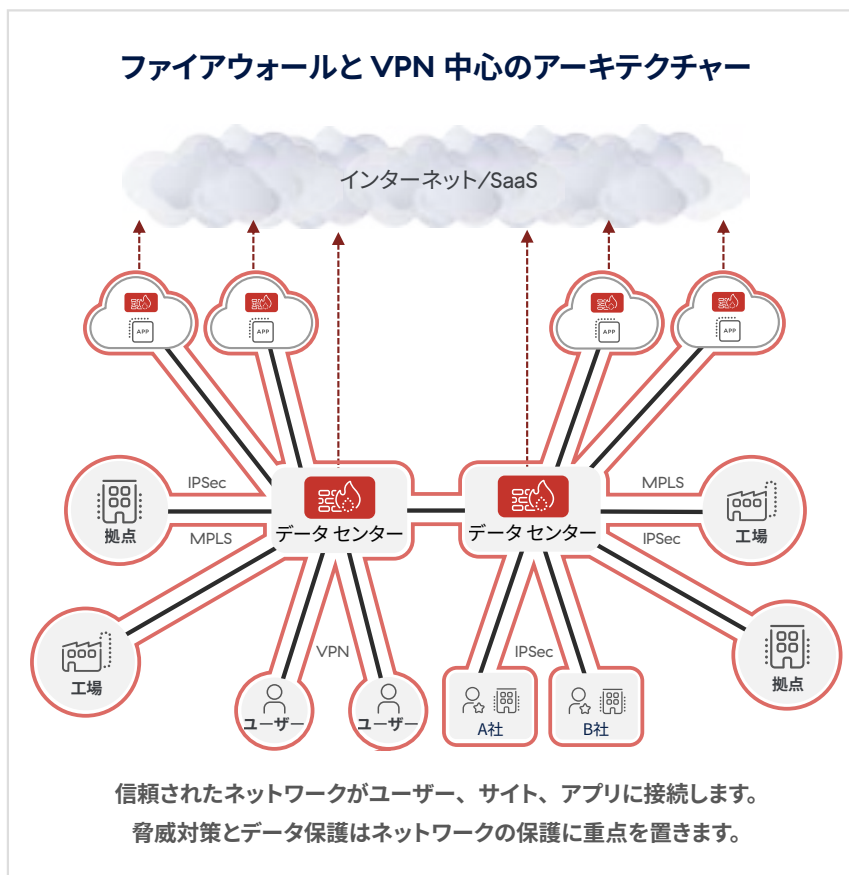 ファイアウォールと VPN 中心のアーキテクチャー
インターネット/SaaS
APP
APP
APP
APP
IPSec
MPLS
拠点
データ センター
データ センター
MPLS
IPSec
工場
工場
VPN
IPSec
拠点
ユーザー
ユーザー
A社
B社
信頼されたネットワークがユーザー、サイト、アプリに接続します。
脅威対策とデータ保護はネットワークの保護に重点を置きます。